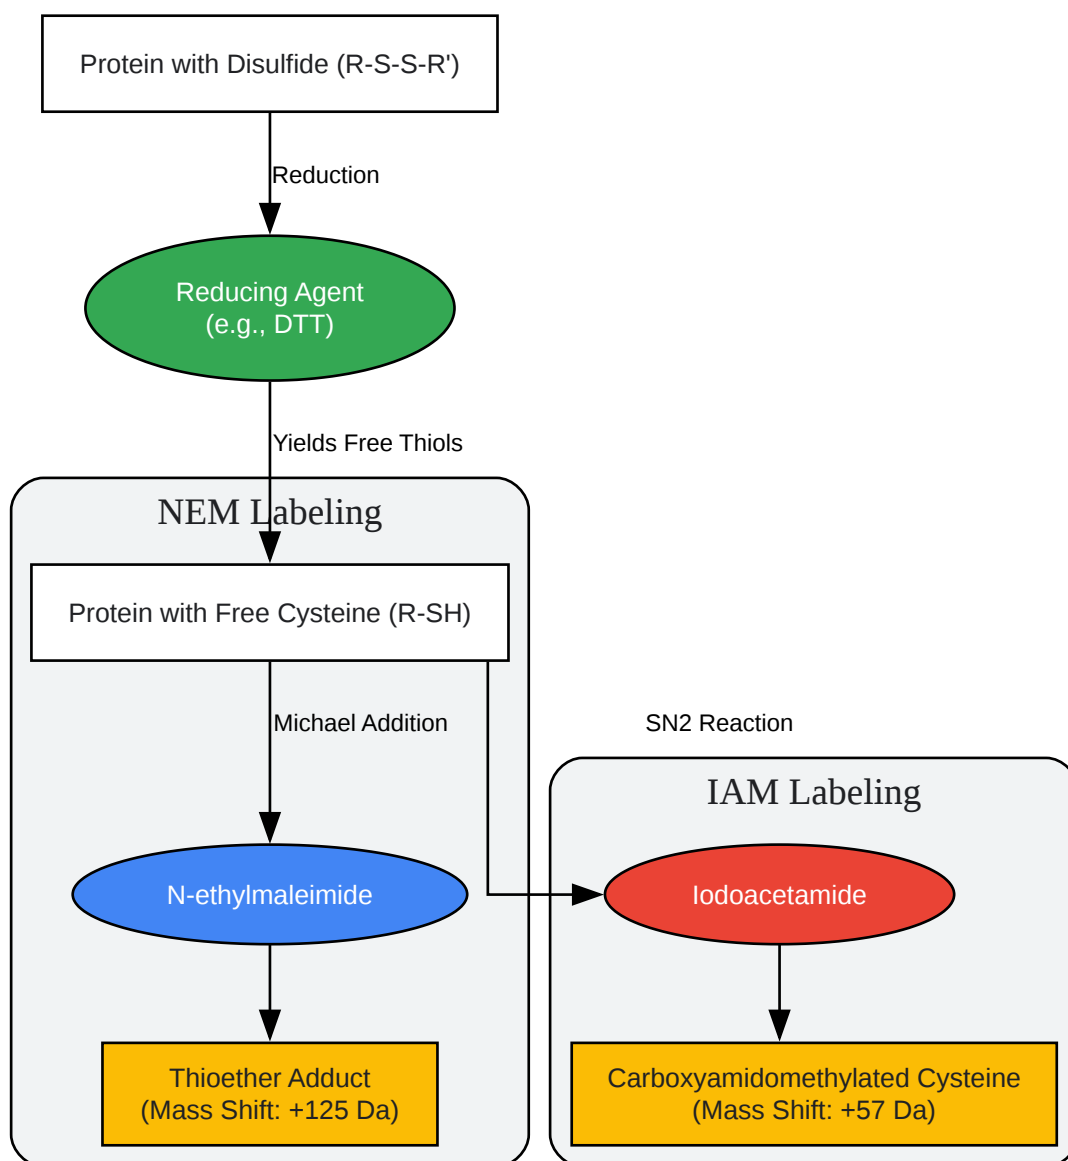 Protein with Disulfide (R-S-S-R')
Reduction
Reducing Agent
(e.g., DTT)
Yields Free Thiols
NEM Labeling
Protein with Free Cysteine (R-SH)
Michael Addition
SN2 Reaction
IAM Labeling
N-ethylmaleimide
Iodoacetamide
Thioether Adduct
(Mass Shift: +125 Da)
Carboxyamidomethylated Cysteine
(Mass Shift: +57 Da)